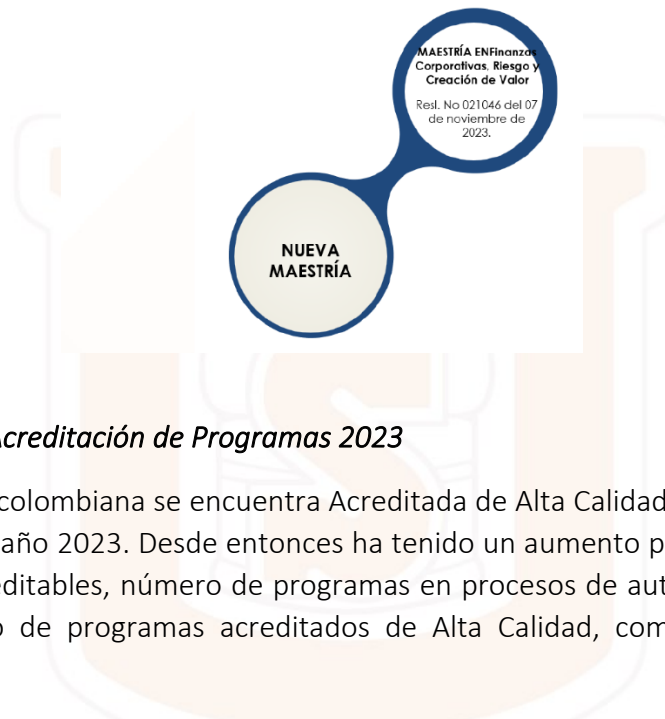 MAESTRÍA ENFinanzas
Corporativas, Riesgo y
Creación de Valor
Resl. No 021046 del 07
de noviembre de
2023.
NUEVA
MAESTRÍA
Acreditación de Programas 2023
colombiana se encuentra Acreditada de Alta Calidad
año 2023. Desde entonces ha tenido un aumento p
editables, número de programas en procesos de aut
de programas acreditados de Alta Calidad, com